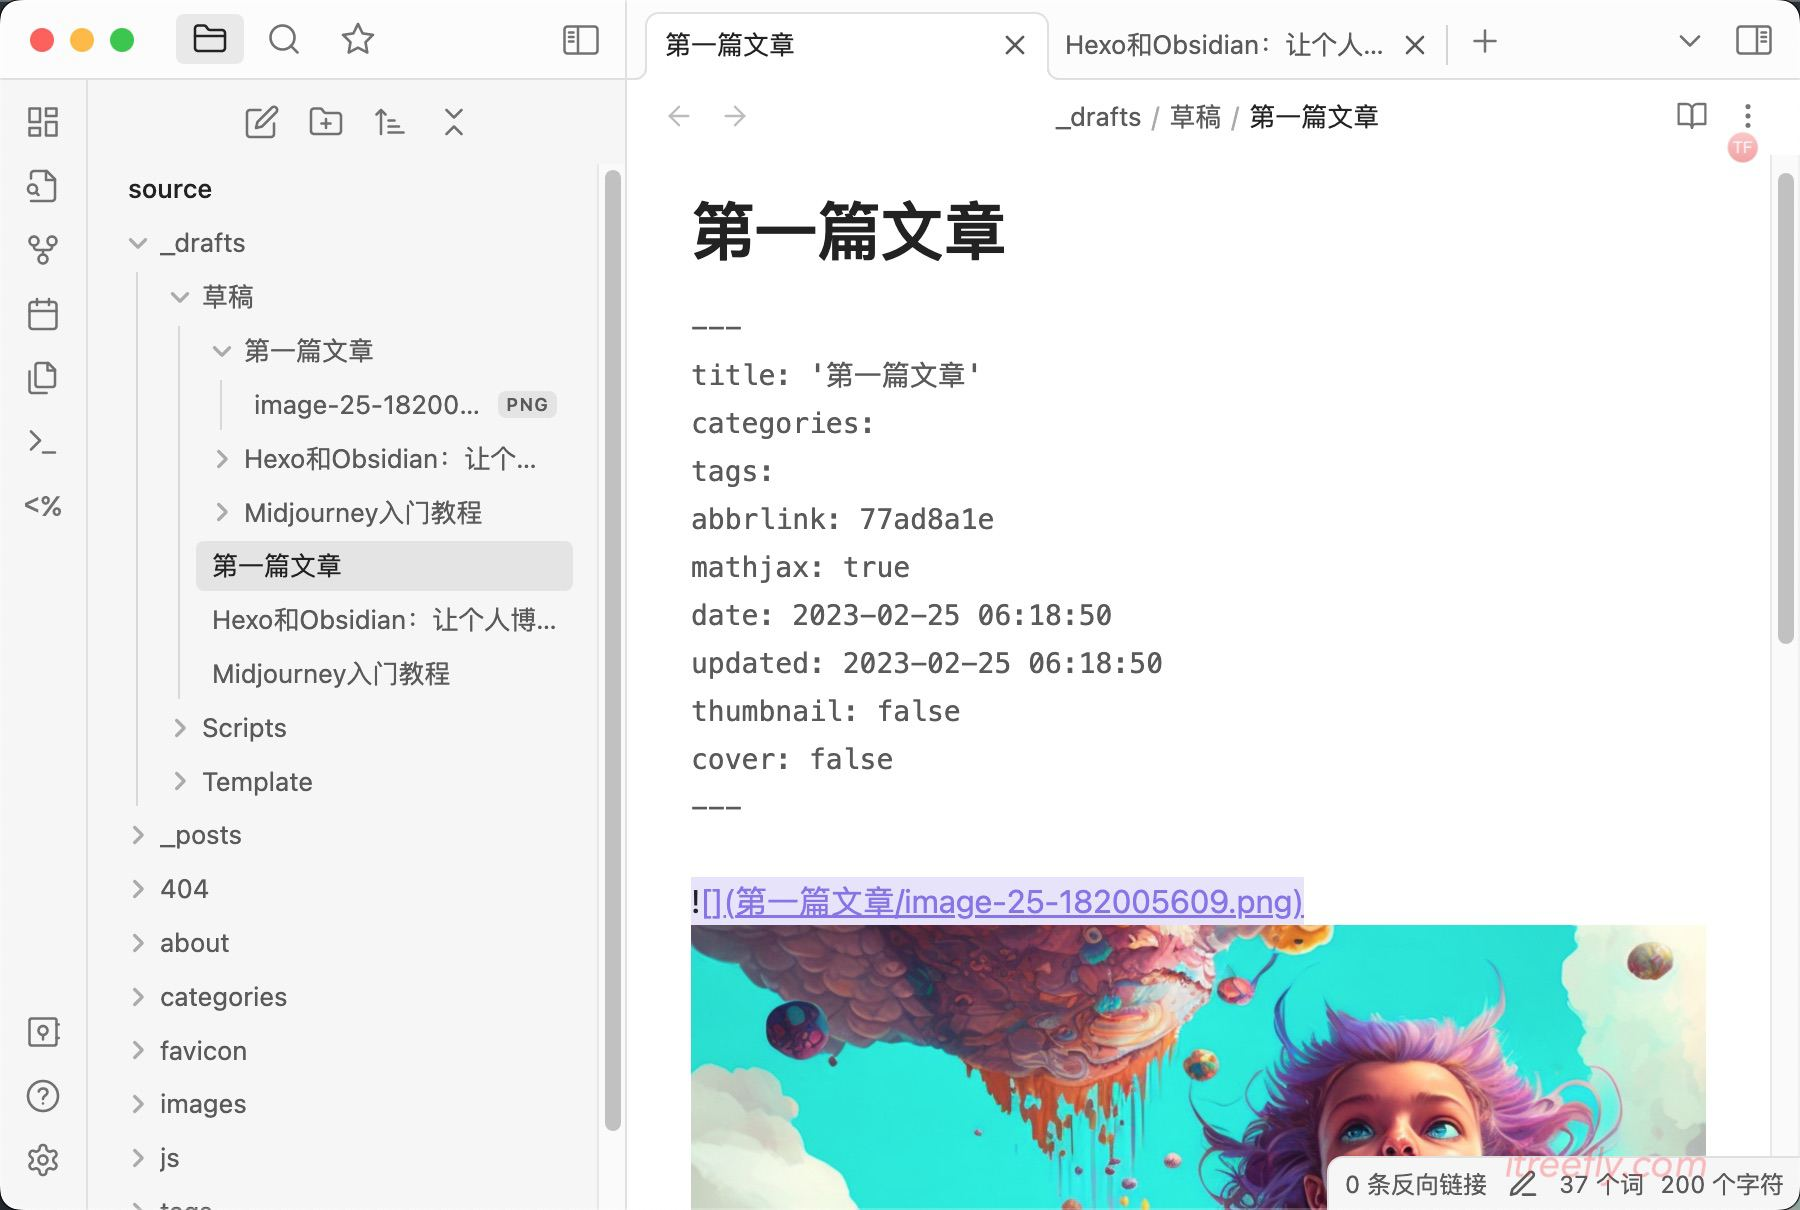 第一篇文章
Hexo和Obsidian：让个人...
_drafts / 草稿 / 第一篇文章
TF
<%
source
_drafts
草稿
第一篇文章
image-25-18200... PNG
Hexo和Obsidian：让个...
Midjourney入门教程
第一篇文章
Hexo和Obsidian：让个人博...
Midjourney入门教程
Scripts
Template
_posts
404
about
categories
favicon
images
js
第一篇文章
---
title: '第一篇文章'
categories:
tags:
abbrlink: 77ad8a1e
mathjax: true
date: 2023-02-25 06:18:50
updated: 2023-02-25 06:18:50
thumbnail: false
cover: false
---
![](第一篇文章/image-25-182005609.png)
itreefly.com
0 条反向链接 37 个词 200 个字符